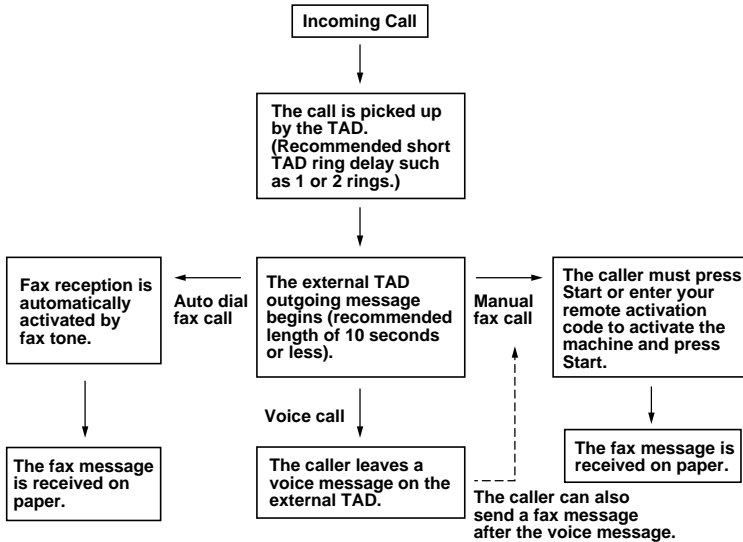 Incoming Call
The call is picked up
by the TAD.
(Recommended short
TAD ring delay such
as 1 or 2 rings.)
Fax reception is
automatically
activated by
fax tone.
Auto dial
fax call
The external TAD
outgoing message
begins (recommended
length of 10 seconds
or less).
Manual
fax call
The caller must press
Start or enter your
remote activation
code to activate the
machine and press
Start.
Voice call
The fax message
is received on
paper.
The caller leaves a
voice message on the
external TAD.
The caller can also
send a fax message
after the voice message.
The fax message is
received on paper.